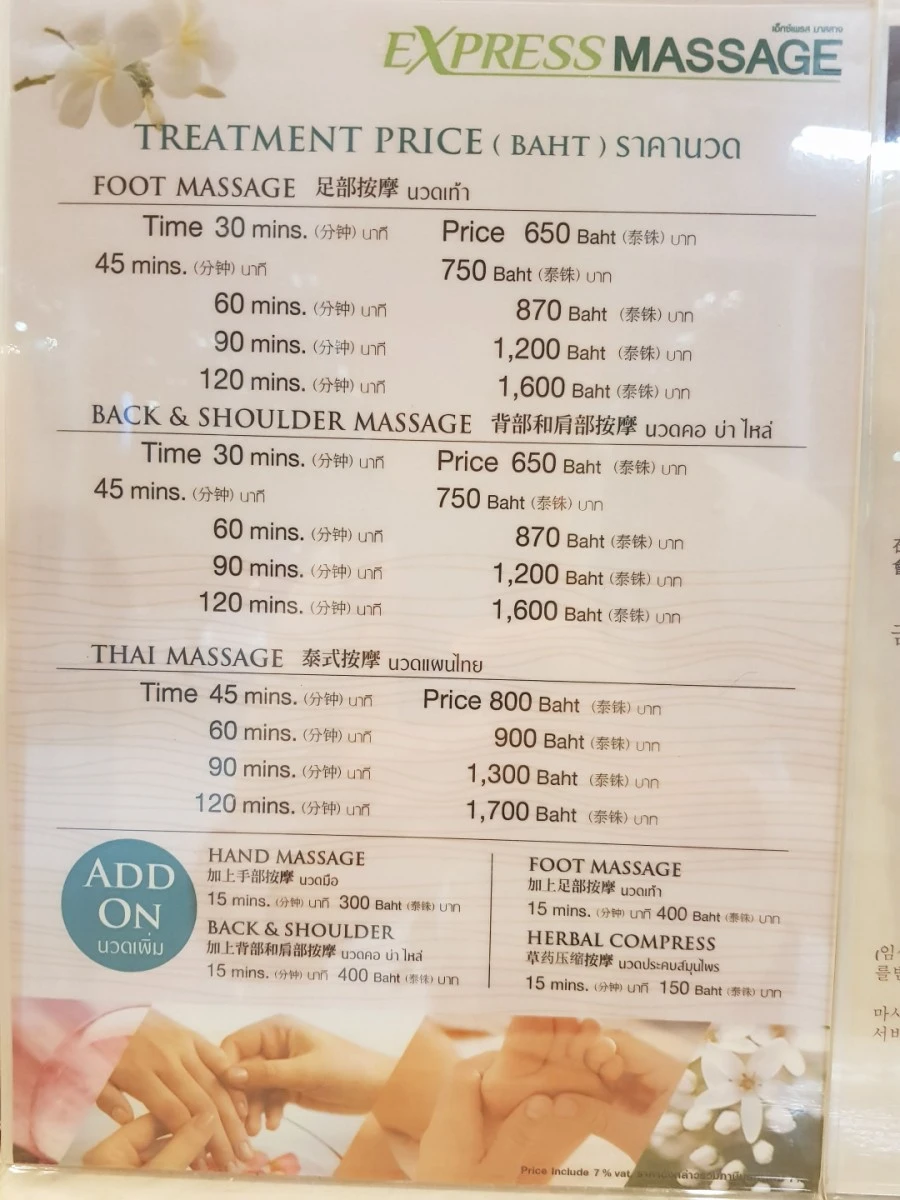 เอ็กซ์เพรส มาสสาจ
EXPRESS MASSAGE
TREATMENT PRICE ( BAHT ) ราคานวด
FOOT MASSAGE 足部按摩 นวดเท้า
Time 30 mins. (分钟) นาที Price 650 Baht (泰铢) บาท
45 mins. (分钟) นาที 750 Baht (泰铢) บาท
60 mins. (分钟) นาที 870 Baht (泰铢) บาท
90 mins. (分钟) นาที 1,200 Baht (泰铢) บาท
120 mins. (分钟) นาที 1,600 Baht (泰铢) บาท
BACK & SHOULDER MASSAGE 背部和肩部按摩 นวดคอ บ่า ไหล่
Time 30 mins. (分钟) นาที Price 650 Baht (泰铢) บาท
45 mins. (分钟) นาที 750 Baht (泰铢) บาท
60 mins. (分钟) นาที 870 Baht (泰铢) บาท
90 mins. (分钟) นาที 1,200 Baht (泰铢) บาท
120 mins. (分钟) นาที 1,600 Baht (泰铢) บาท
THAI MASSAGE 泰式按摩 นวดแผนไทย
Time 45 mins. (分钟) นาที Price 800 Baht (泰铢) บาท
60 mins. (分钟) นาที 900 Baht (泰铢) บาท
90 mins. (分钟) นาที 1,300 Baht (泰铢) บาท
120 mins. (分钟) นาที 1,700 Baht (泰铢) บาท
ADD
ON
นวดเพิ่ม
HAND MASSAGE
加上手部按摩 นวดมือ
15 mins. (分钟) นาที 300 Baht (泰铢) บาท
BACK & SHOULDER
加上背部和肩部按摩 นวดคอ บ่า ไหล่
15 mins. (分钟) นาที 400 Baht (泰铢) บาท
FOOT MASSAGE
加上足部按摩 นวดเท้า
15 mins. (分钟) นาที 400 Baht (泰铢) บาท
HERBAL COMPRESS
草药压缩按摩 นวดประคบสมุนไพร
15 mins. (分钟) นาที 150 Baht (泰铢) บาท
Price include 7 % vat.
마사
서비